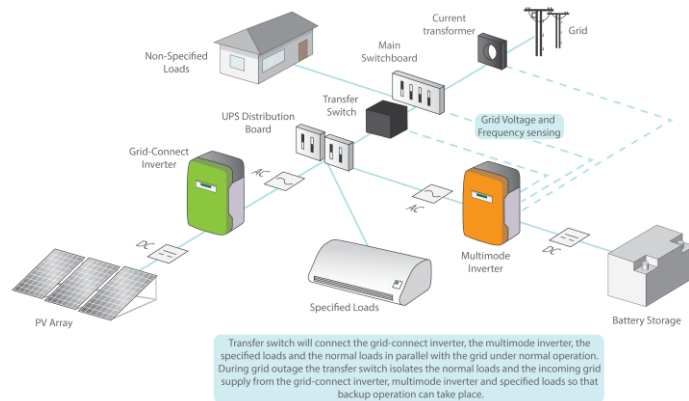 Current
transformer
Grid
Main
Switchboard
Non-Specified
Loads
Transfer
Switch
Grid Voltage and
Frequency sensing
UPS Distribution
Board
Grid-Connect
Inverter
AC
AC
DC
DC
Multimode
Inverter
PV Array
Specified Loads
Battery Storage
Transfer switch will connect the grid-connect inverter, the multimode inverter, the
specified loads and the normal loads in parallel with the grid under normal operation.
During grid outage the transfer switch isolates the normal loads and the incoming grid
supply from the grid-connect inverter, multimode inverter and specified loads so that
backup operation can take place.